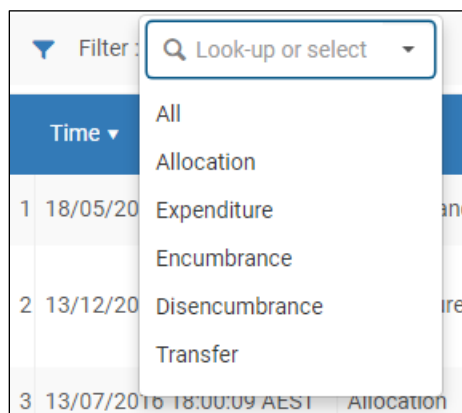 Filter :
Look-up or select
Time
All
Allocation
Expenditure
Encumbrance
Disencumbrance
Transfer
1 18/05/20
2 13/12/20
3 13/07/2016 18:00:09 AEST Allocation